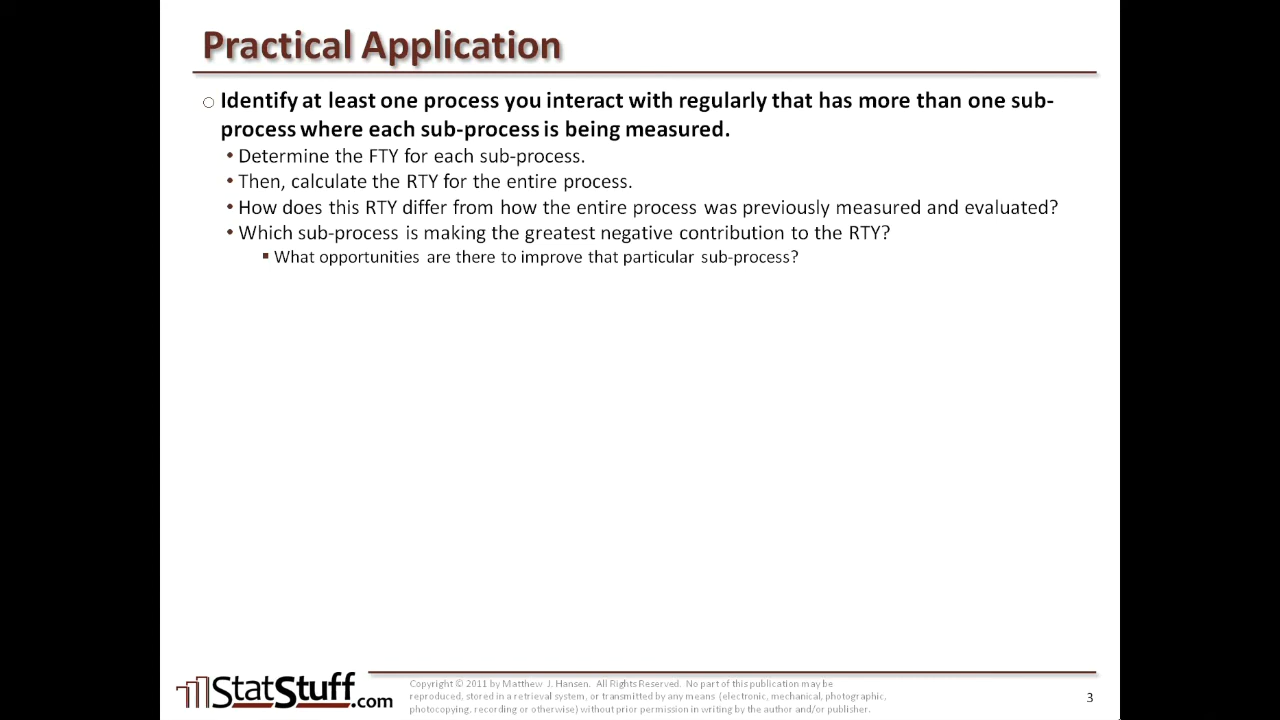 Practical Application
○ Identify at least one process you interact with regularly that has more than one sub-
process where each sub-process is being measured.
• Determine the FTY for each sub-process.
• Then, calculate the RTY for the entire process.
• How does this RTY differ from how the entire process was previously measured and evaluated?
• Which sub-process is making the greatest negative contribution to the RTY?
▪ What opportunities are there to improve that particular sub-process?
StatStuff.com
Copyright © 2011 by Matthew J. Hansen. All Rights Reserved. No part of this publication may be
reproduced, stored in a retrieval system, or transmitted by any means (electronic, mechanical, photographic,
photocopying, recording or otherwise) without prior permission in writing by the author and/or publisher.
3